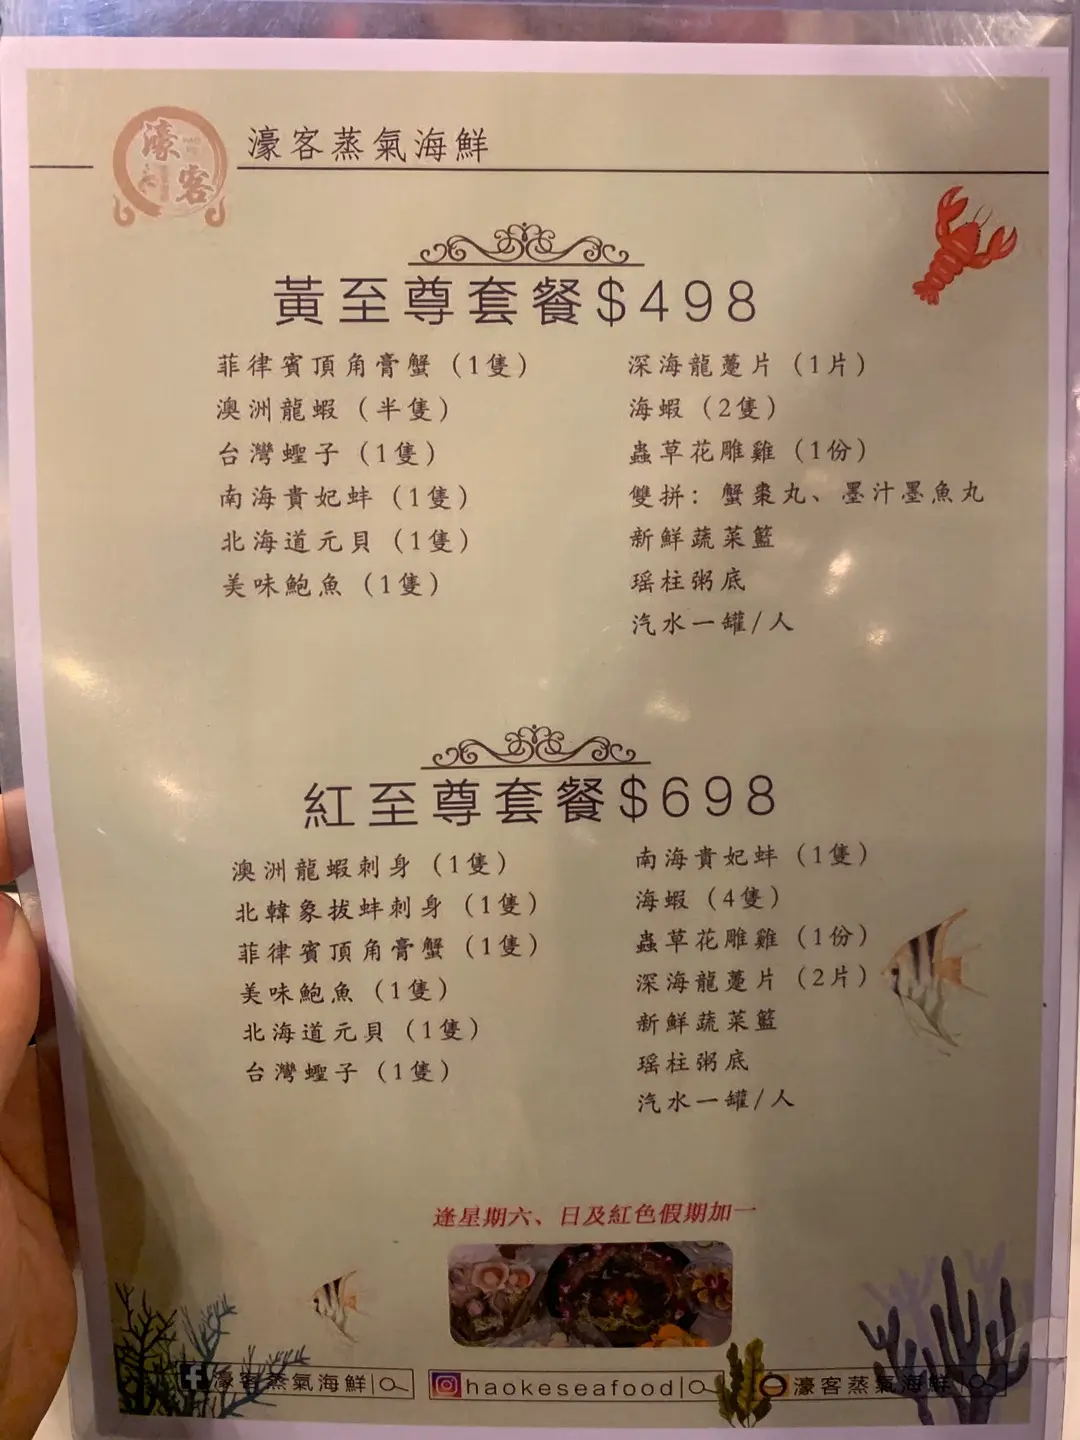 濠客
濠客蒸氣海鮮
黃至尊套餐$498
菲律賓頂角膏蟹（1隻）
澳洲龍蝦（半隻）
台灣蟶子（1隻）
南海貴妃蚌（1隻）
北海道元貝（1隻）
美味鮑魚（1隻）
深海龍躉片（1片）
海蝦（2隻）
蟲草花雕雞（1份）
雙拼：蟹棗丸、墨汁墨魚丸
新鮮蔬菜籃
瑶柱粥底
汽水一罐/人
紅至尊套餐$698
澳洲龍蝦刺身（1隻）
北韓象拔蚌刺身（1隻）
菲律賓頂角膏蟹（1隻）
美味鮑魚（1隻）
北海道元貝（1隻）
台灣蟶子（1隻）
南海貴妃蚌（1隻）
海蝦（4隻）
蟲草花雕雞（1份）
深海龍躉片（2片）
新鮮蔬菜籃
瑶柱粥底
汽水一罐/人
逢星期六、日及紅色假期加一
濠客蒸氣海鮮
haokeseafood
濠客蒸氣海鮮